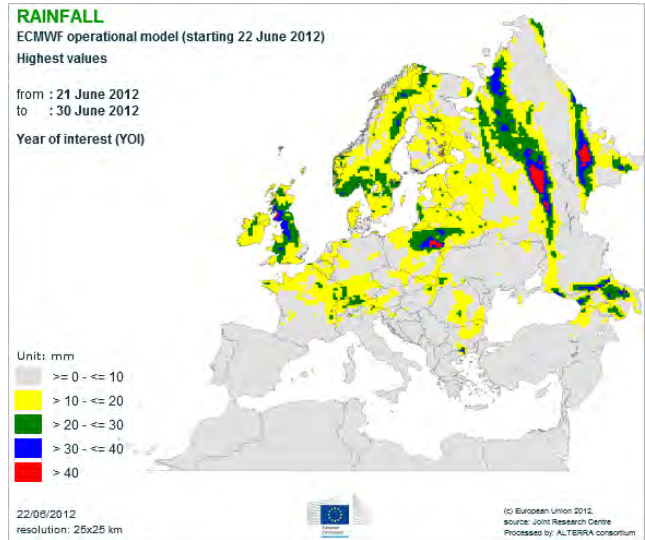 RAINFALL
ECMWF operational model (starting 22 June 2012)
Highest values
from : 21 June 2012
to : 30 June 2012
Year of interest (YOI)
Unit: mm
>= 0 - <= 10
> 10 - <= 20
> 20 - <= 30
> 30 - <= 40
> 40
22/06/2012
resolution: 25x25 km
European
Commission
(c) European Union 2012,
source: Joint Research Centre
Processed by: ALTERRA consortium